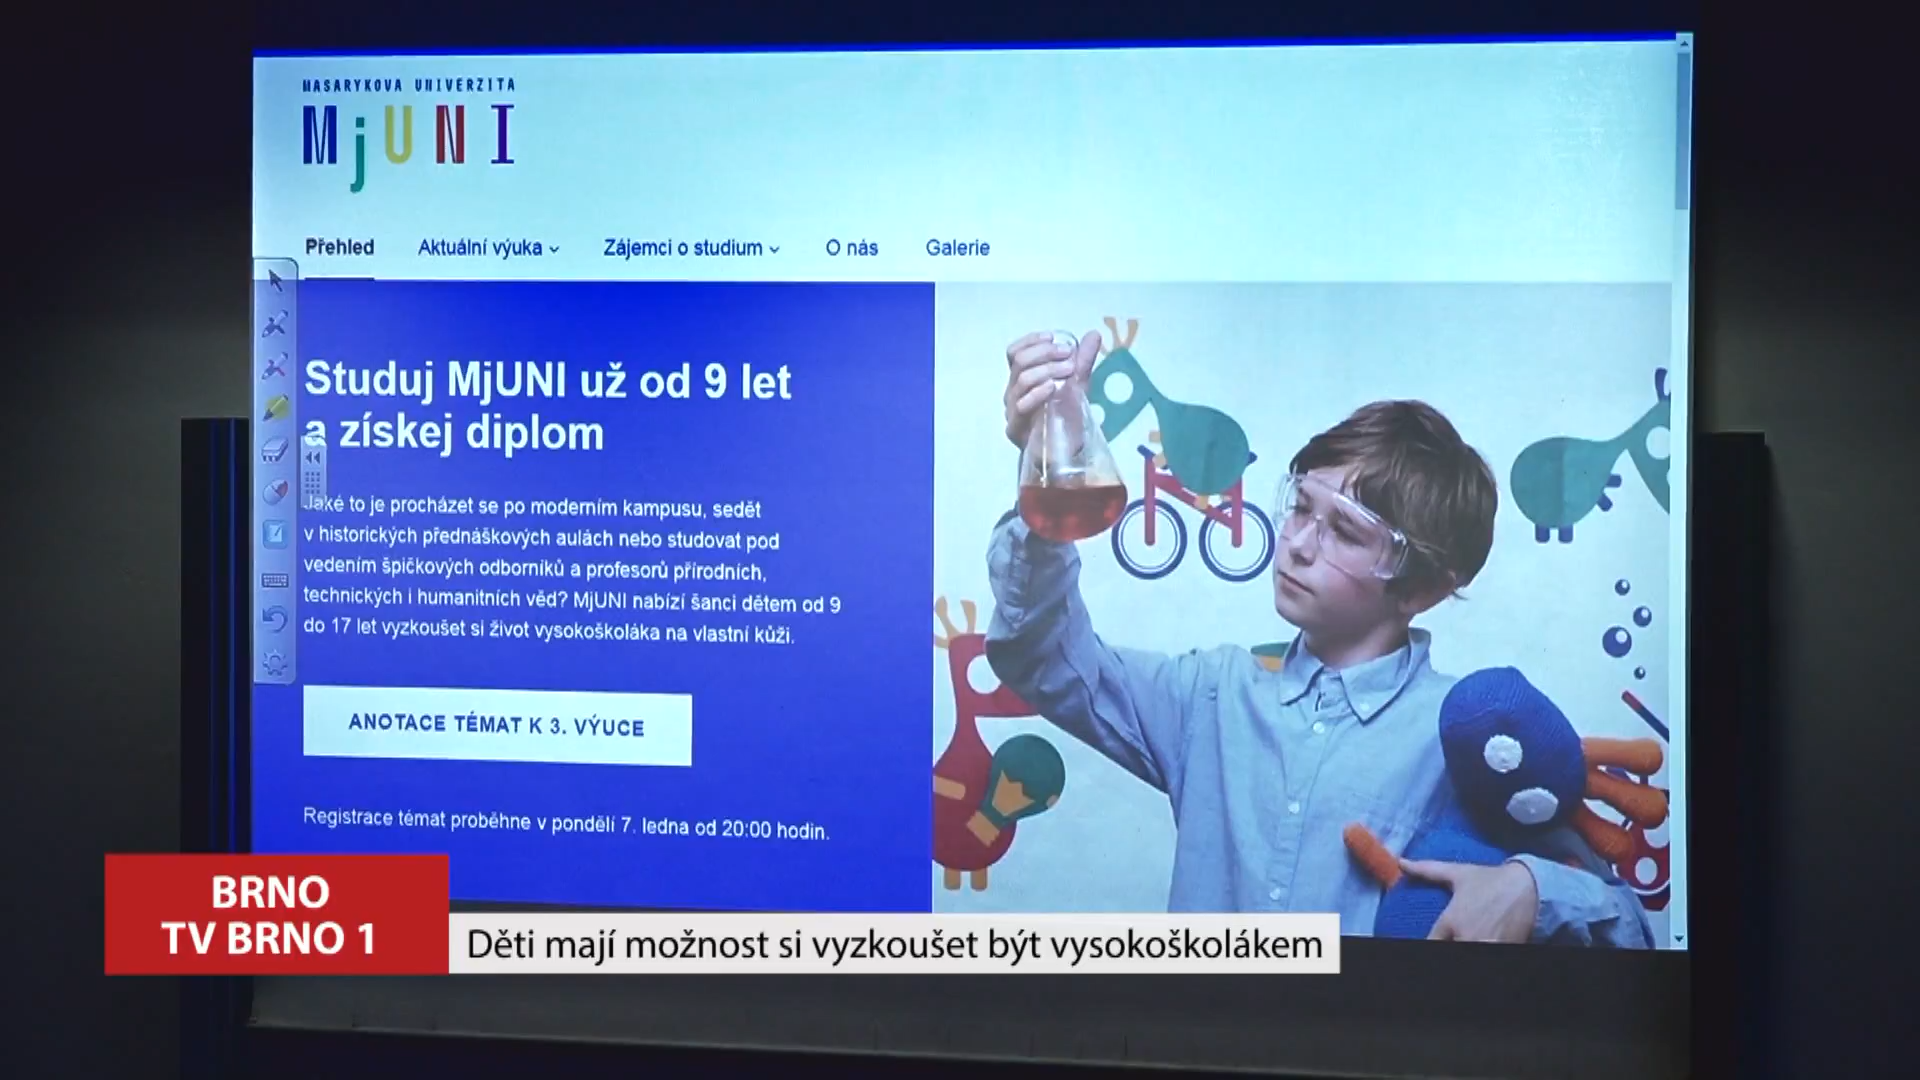 MASARYKOVA UNIVERZITA
MjUNI
Přehled
Aktuální výuka
Zájemci o studium
O nás
Galerie
Studuj MjUNI už od 9 let
a získej diplom
Jaké to je procházet se po moderním kampusu, sedět
v historických přednáškových aulách nebo studovat pod
vedením špičkových odborníků a profesorů přírodních,
technických i humanitních věd? MjUNI nabízí šanci dětem od 9
do 17 let vyzkoušet si život vysokoškoláka na vlastní kůži.
ANOTACE TÉMAT K 3. VÝUCE
Registrace témat proběhne v pondělí 7. ledna od 20:00 hodin.
BRNO
TV BRNO 1
Děti mají možnost si vyzkoušet být vysokoškolákem